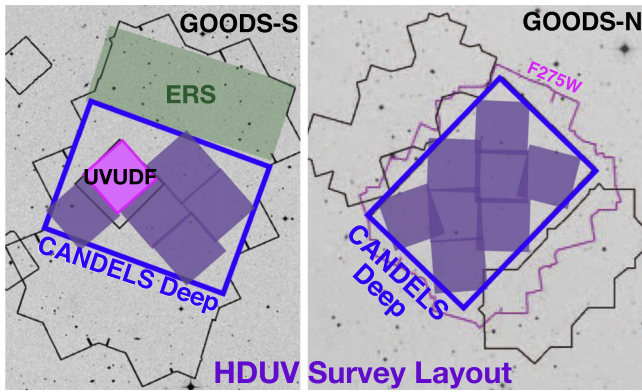 GOODS-S
ERS
UVUDF
CANDELS Deep
GOODS-N
F275W
CANDELS
Deep
HDUV Survey Layout